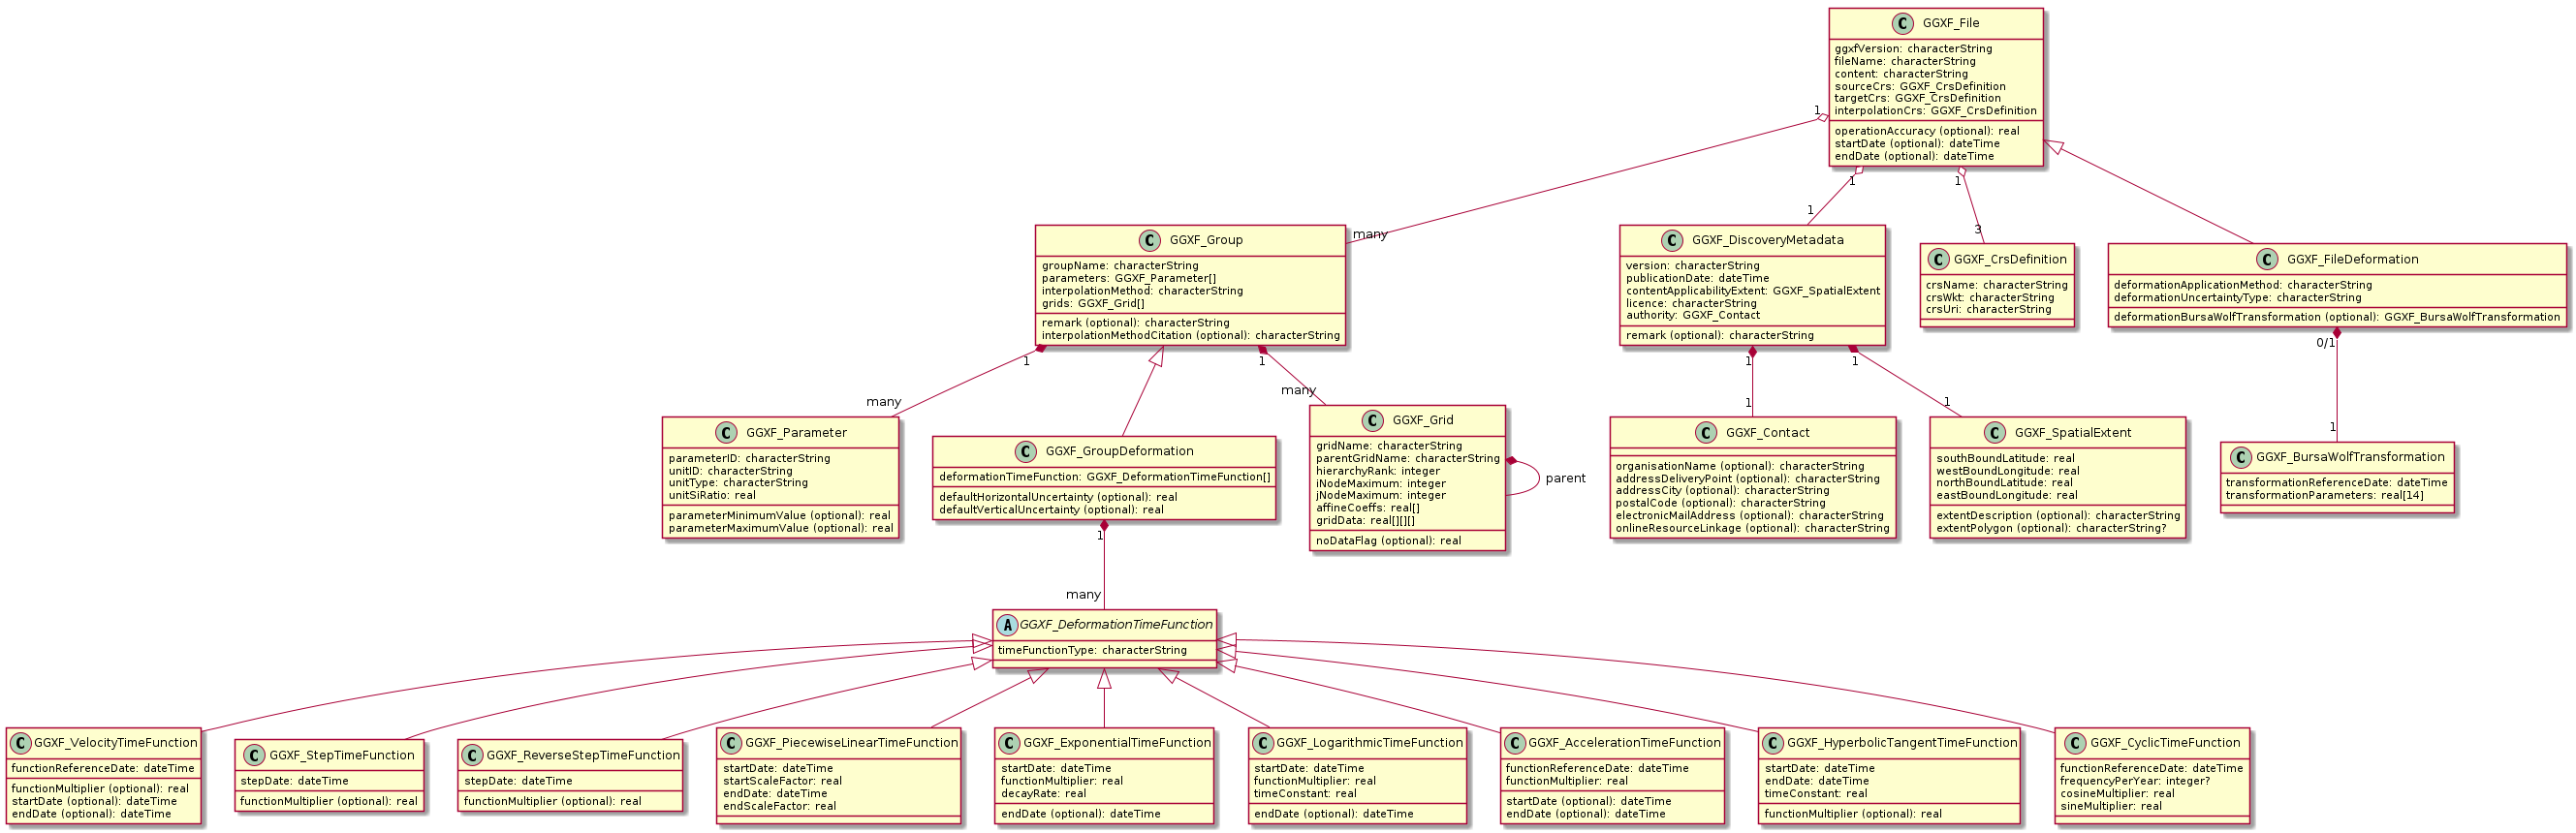 C GGXF_File
ggxfVersion: characterString
fileName: characterString
content: characterString
sourceCrs: GGXF_CrsDefinition
targetCrs: GGXF_CrsDefinition
interpolationCrs: GGXF_CrsDefinition
operationAccuracy (optional): real
startDate (optional): dateTime
endDate (optional): dateTime
1
1
1
many
1
3
C GGXF_Group
groupName: characterString
parameters: GGXF_Parameter[]
interpolationMethod: characterString
grids: GGXF_Grid[]
remark (optional): characterString
interpolationMethodCitation (optional): characterString
C GGXF_DiscoveryMetadata
version: characterString
publicationDate: dateTime
contentApplicabilityExtent: GGXF_SpatialExtent
licence: characterString
authority: GGXF_Contact
remark (optional): characterString
C GGXF_CrsDefinition
crsName: characterString
crsWkt: characterString
crsUri: characterString
C GGXF_FileDeformation
deformationApplicationMethod: characterString
deformationUncertaintyType: characterString
deformationBursaWolfTransformation (optional): GGXF_BursaWolfTransformation
1
1
1
1
0/1
many
many
1
1
1
C GGXF_Parameter
parameterID: characterString
unitID: characterString
unitType: characterString
unitSiRatio: real
parameterMinimumValue (optional): real
parameterMaximumValue (optional): real
C GGXF_GroupDeformation
deformationTimeFunction: GGXF_DeformationTimeFunction[]
defaultHorizontalUncertainty (optional): real
defaultVerticalUncertainty (optional): real
C GGXF_Grid
gridName: characterString
parentGridName: characterString
hierarchyRank: integer
iNodeMaximum: integer
jNodeMaximum: integer
affineCoeffs: real[]
gridData: real[][][]
noDataFlag (optional): real
parent
C GGXF_Contact
organisationName (optional): characterString
addressDeliveryPoint (optional): characterString
addressCity (optional): characterString
postalCode (optional): characterString
electronicMailAddress (optional): characterString
onlineResourceLinkage (optional): characterString
C GGXF_SpatialExtent
southBoundLatitude: real
westBoundLongitude: real
northBoundLatitude: real
eastBoundLongitude: real
extentDescription (optional): characterString
extentPolygon (optional): characterString?
C GGXF_BursaWolfTransformation
transformationReferenceDate: dateTime
transformationParameters: real[14]
1
many
A GGXF_DeformationTimeFunction
timeFunctionType: characterString
C GGXF_VelocityTimeFunction
functionReferenceDate: dateTime
functionMultiplier (optional): real
startDate (optional): dateTime
endDate (optional): dateTime
C GGXF_StepTimeFunction
stepDate: dateTime
functionMultiplier (optional): real
C GGXF_ReverseStepTimeFunction
stepDate: dateTime
functionMultiplier (optional): real
C GGXF_PiecewiseLinearTimeFunction
startDate: dateTime
startScaleFactor: real
endDate: dateTime
endScaleFactor: real
C GGXF_ExponentialTimeFunction
startDate: dateTime
functionMultiplier: real
decayRate: real
endDate (optional): dateTime
C GGXF_LogarithmicTimeFunction
startDate: dateTime
functionMultiplier: real
timeConstant: real
endDate (optional): dateTime
C GGXF_AccelerationTimeFunction
functionReferenceDate: dateTime
functionMultiplier: real
startDate (optional): dateTime
endDate (optional): dateTime
C GGXF_HyperbolicTangentTimeFunction
startDate: dateTime
endDate: dateTime
timeConstant: real
functionMultiplier (optional): real
C GGXF_CyclicTimeFunction
functionReferenceDate: dateTime
frequencyPerYear: integer?
cosineMultiplier: real
sineMultiplier: real